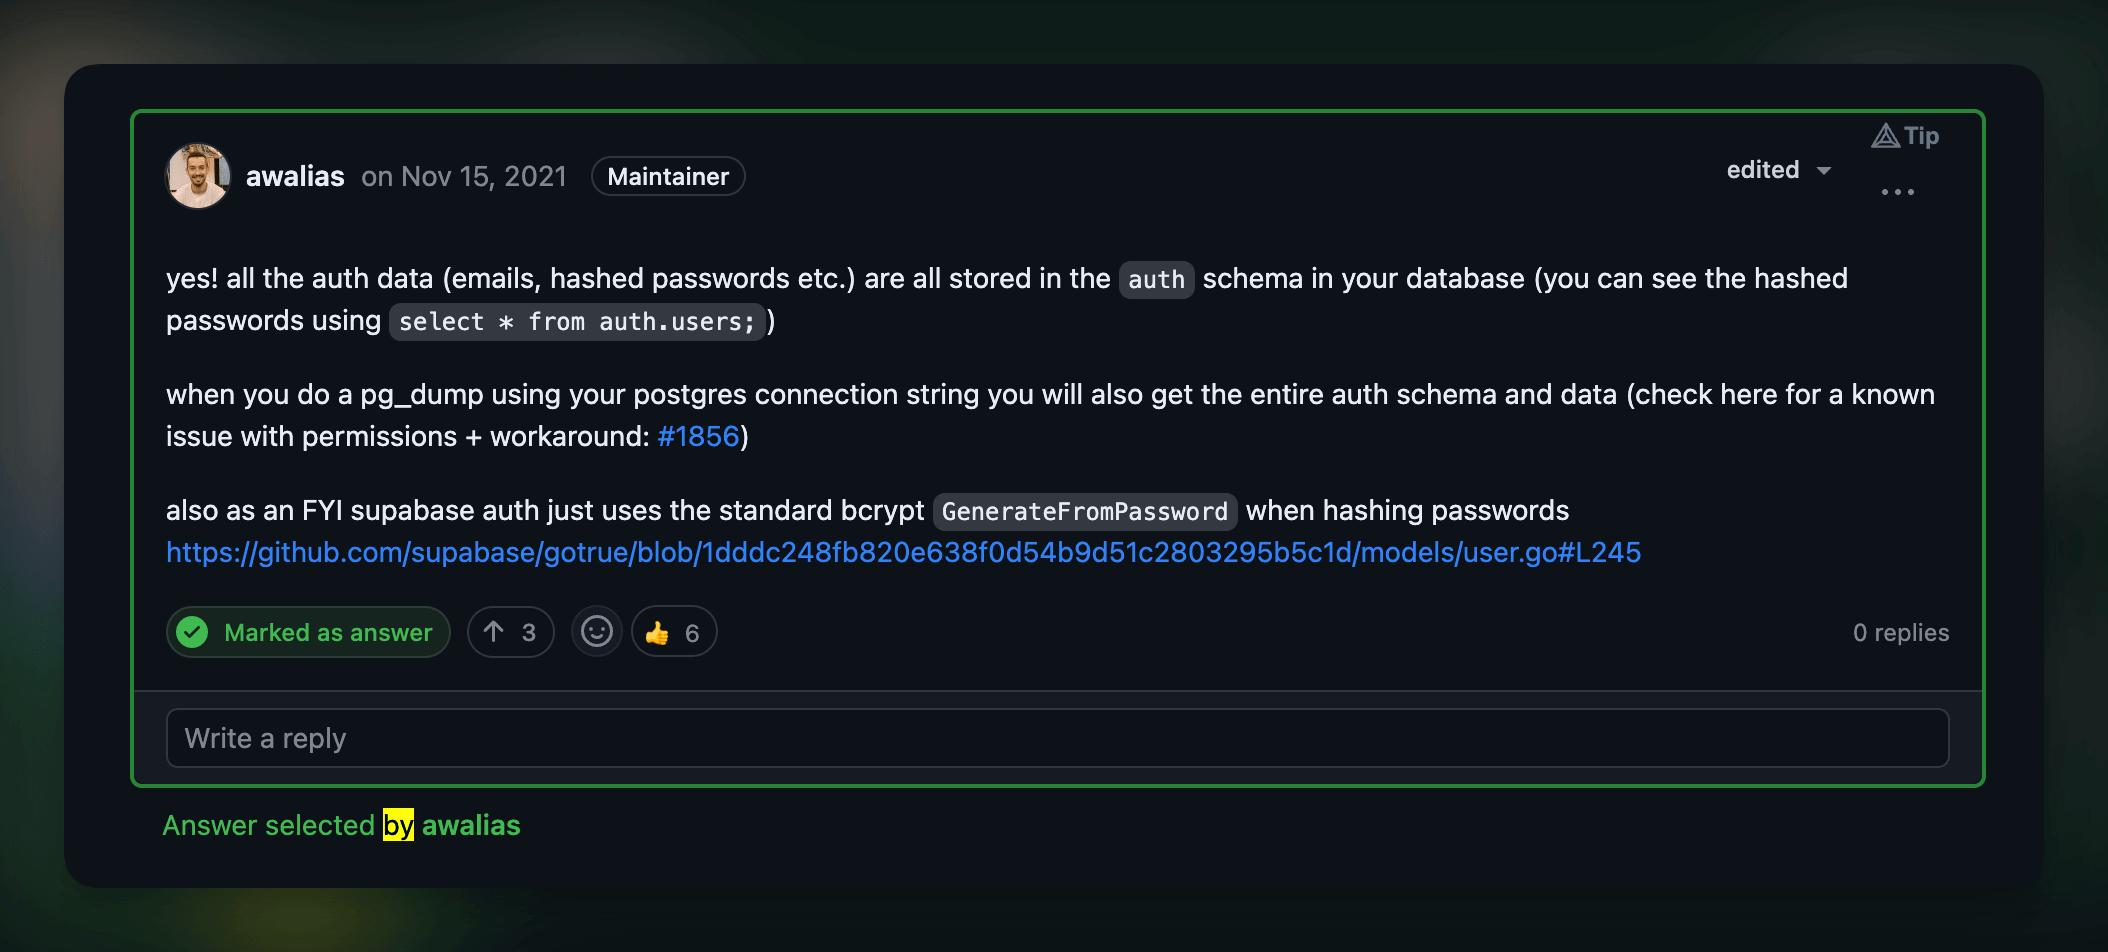 Tip
awalias on Nov 15, 2021 Maintainer edited
yes! all the auth data (emails, hashed passwords etc.) are all stored in the auth schema in your database (you can see the hashed
passwords using select * from auth.users; )
when you do a pg_dump using your postgres connection string you will also get the entire auth schema and data (check here for a known
issue with permissions + workaround: #1856)
also as an FYI supabase auth just uses the standard bcrypt GenerateFromPassword when hashing passwords
https://github.com/supabase/gotrue/blob/1dddc248fb820e638f0d54b9d51c2803295b5c1d/models/user.go#L245
Marked as answer 3 6 0 replies
Write a reply
Answer selected by awalias